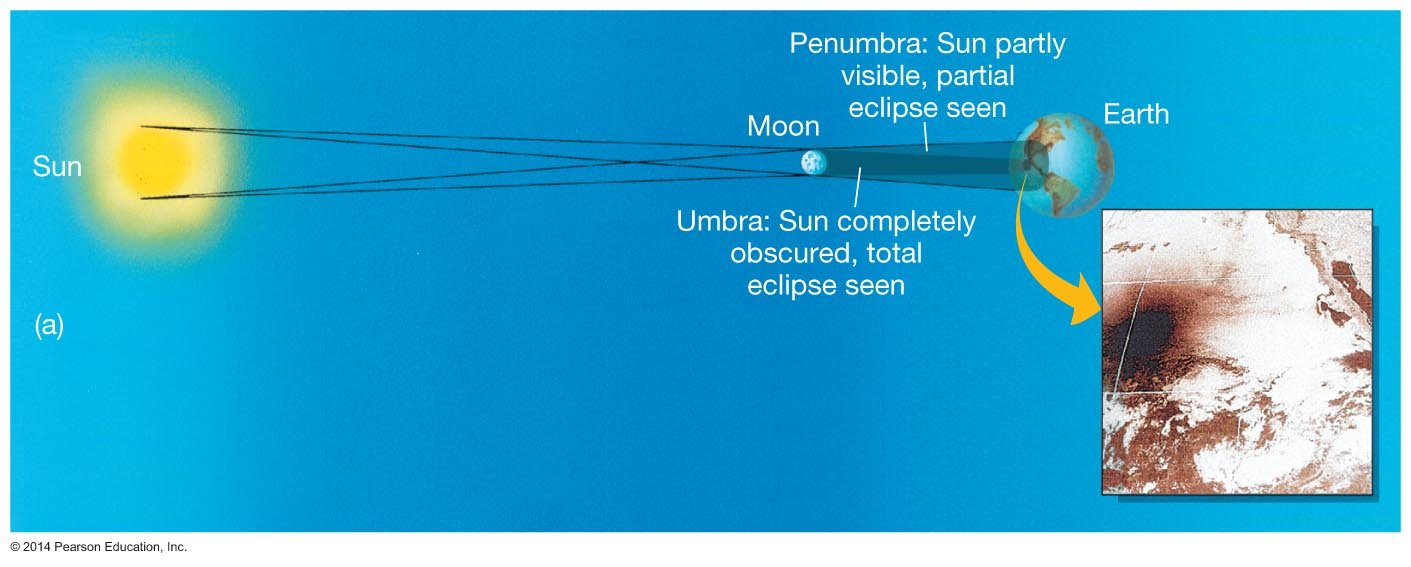 Penumbra: Sun partly
visible, partial
eclipse seen
Earth
Moon
Sun
Umbra: Sun completely
obscured, total
eclipse seen
(a)
© 2014 Pearson Education, Inc.